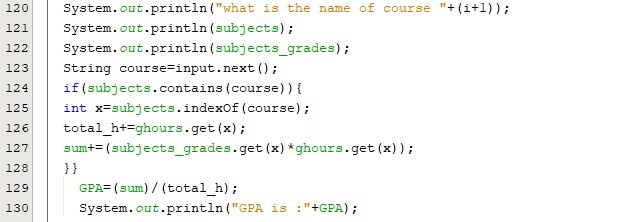 120 System.out.println("what is the name of course "+(i+1));
121 System.out.println(subjects);
122 System.out.println(subjects_grades);
123 String course=input.next();
124 if(subjects.contains(course)){
125 int x=subjects.indexOf(course);
126 total_h+=ghours.get(x);
127 sum+=(subjects_grades.get(x)*ghours.get(x));
128 }}
129 GPA=(sum)/(total_h);
130 System.out.println("GPA is :"+GPA);